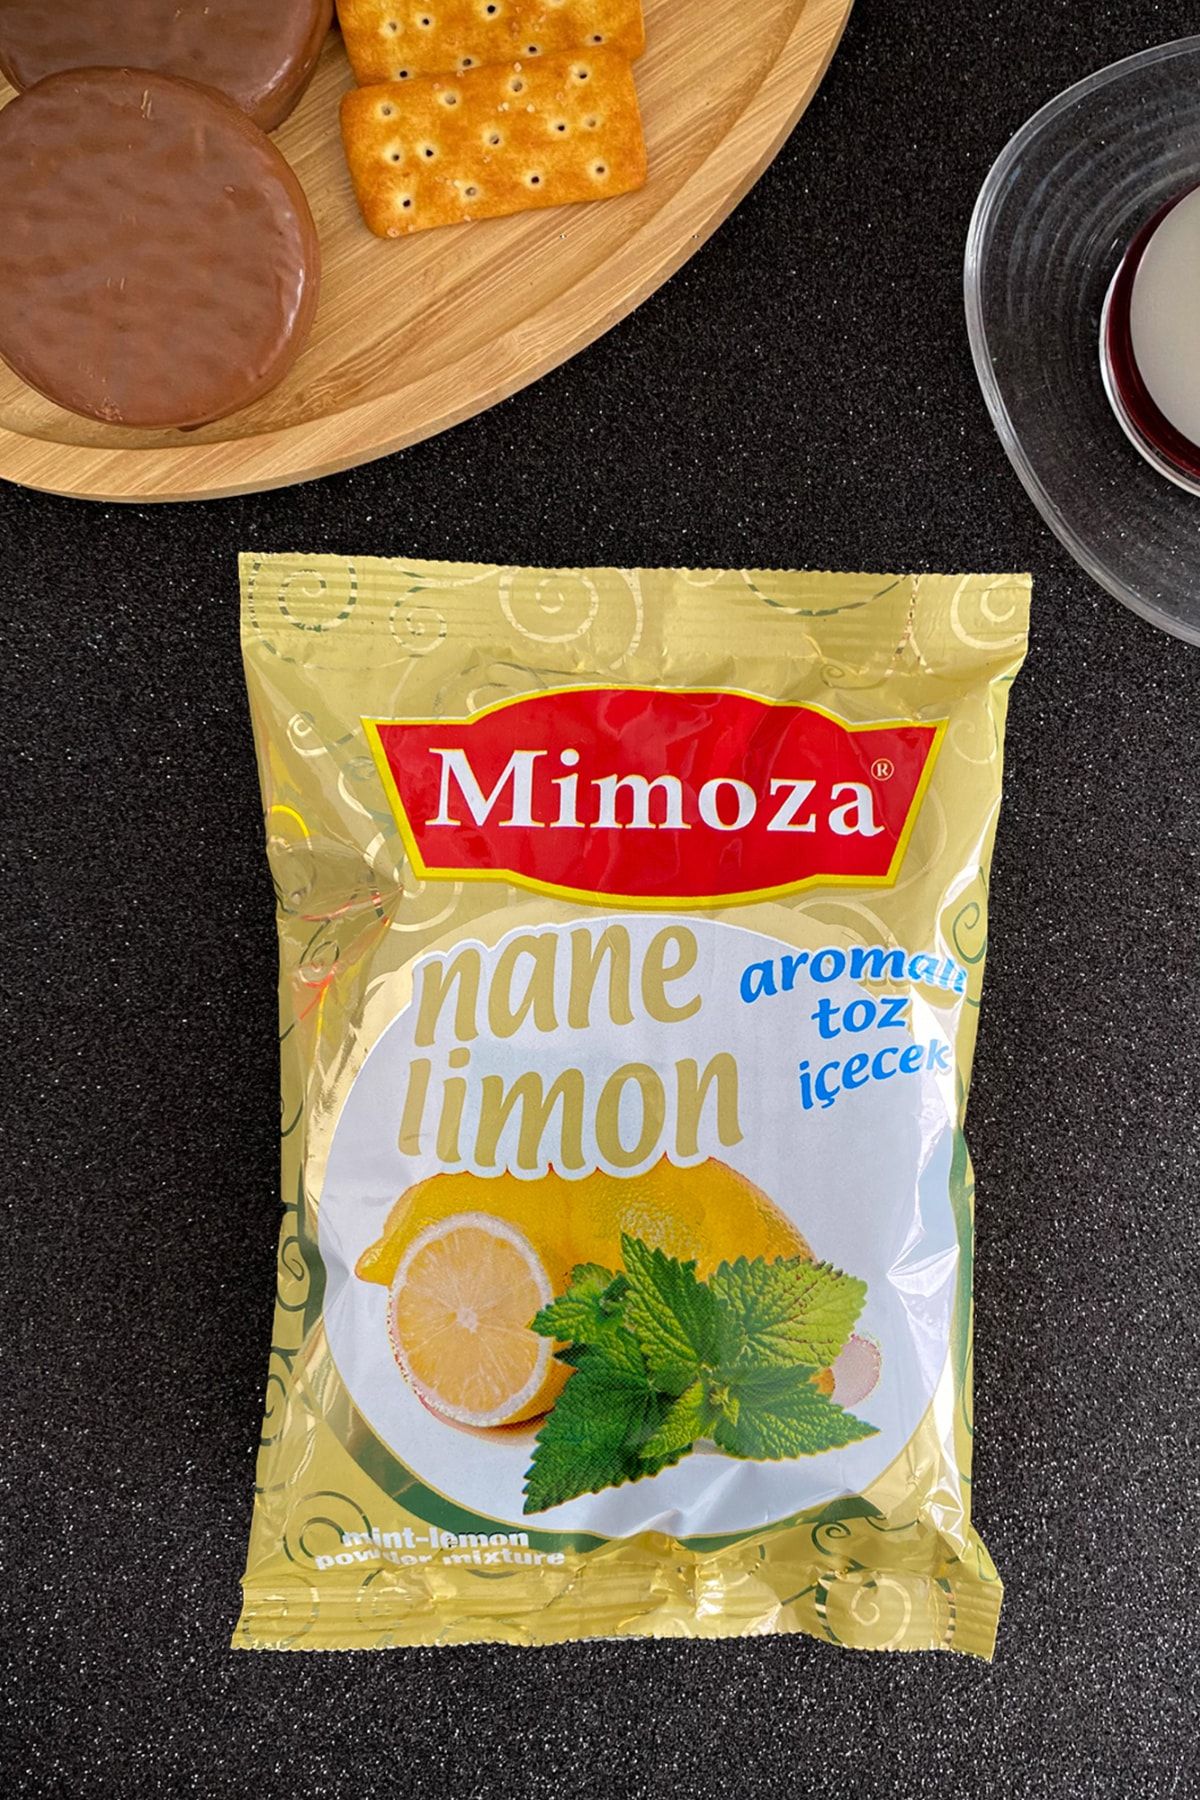 Mimoza®
nane
limon
aromalı
toz
içecek
mint-lemon
powder mixture